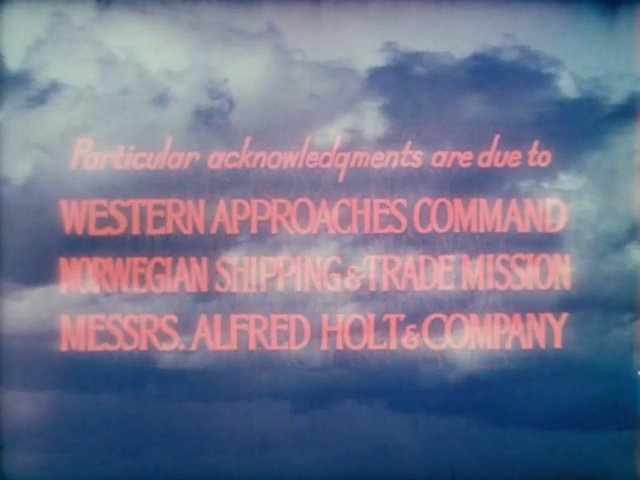 Particular acknowledgments are due to
WESTERN APPROACHES COMMAND
NORWEGIAN SHIPPING & TRADE MISSION
MESSRS. ALFRED HOLT & COMPANY